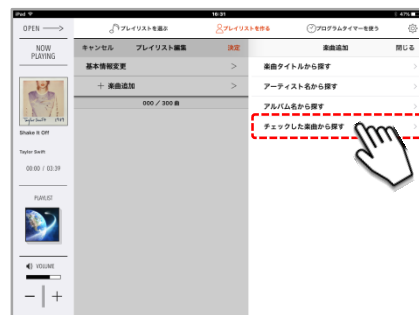 iPad 16:31 47%
OPEN
プレイリストを選ぶ
プレイリストを作る
プログラムタイマーを使う
NOW
PLAYING
Taylor Swift 1989
Shake It Off
Taylor Swift
00:00 / 03:39
PLAYLIST
VOLUME
キャンセル プレイリスト編集 決定
基本情報変更 >
＋ 楽曲追加 >
000 / 300 曲
楽曲追加 閉じる
楽曲タイトルから探す >
アーティスト名から探す >
アルバム名から探す >
チェックした楽曲から探す >